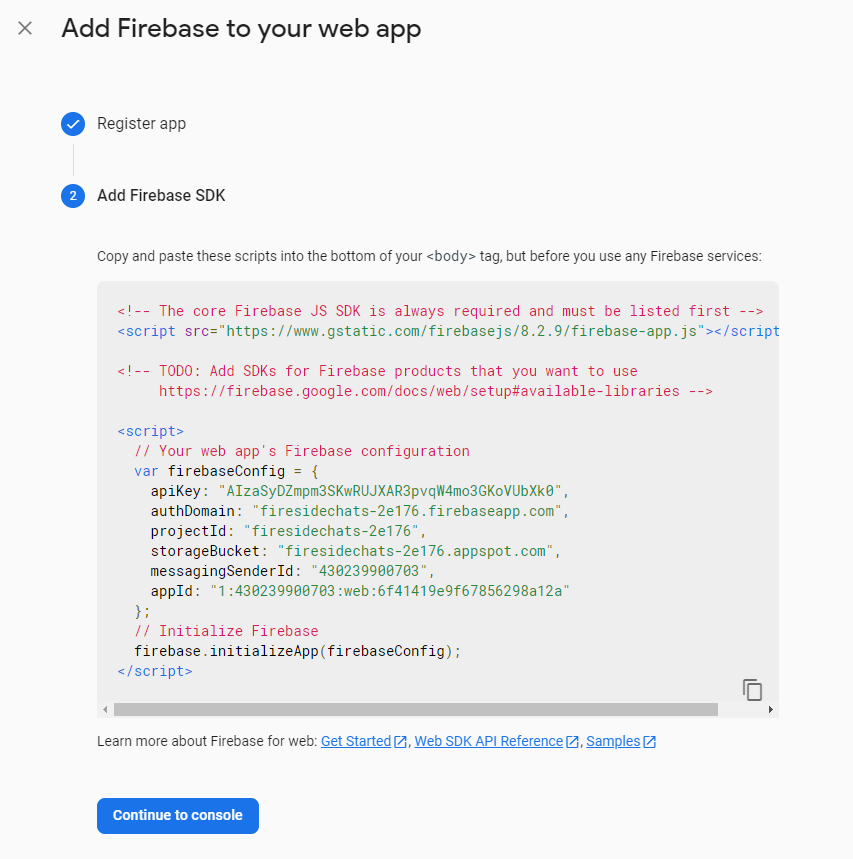 Add Firebase to your web app
Register app
2 Add Firebase SDK
Copy and paste these scripts into the bottom of your <body> tag, but before you use any Firebase services:
<!-- The core Firebase JS SDK is always required and must be listed first -->
<script src="https://www.gstatic.com/firebasejs/8.2.9/firebase-app.js"></script
<!-- TODO: Add SDKs for Firebase products that you want to use
https://firebase.google.com/docs/web/setup#available-libraries -->
<script>
// Your web app's Firebase configuration
var firebaseConfig = {
apiKey: "AIzaSyDZmpm3SKwRUJXAR3pvqW4mo3GKoVUbXk0",
authDomain: "firesidechats-2e176.firebaseapp.com",
projectId: "firesidechats-2e176",
storageBucket: "firesidechats-2e176.appspot.com",
messagingSenderId: "430239900703",
appId: "1:430239900703:web:6f41419e9f67856298a12a"
};
// Initialize Firebase
firebase.initializeApp(firebaseConfig);
</script>
Learn more about Firebase for web: Get Started, Web SDK API Reference, Samples
Continue to console